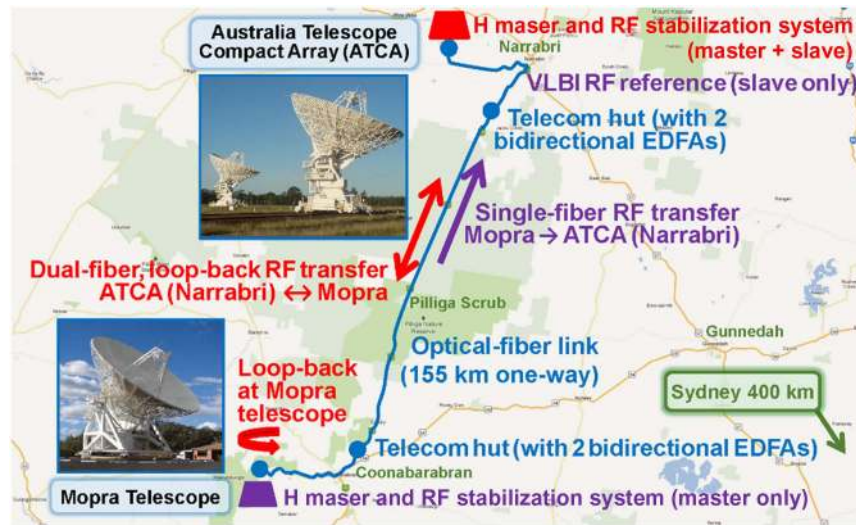 Australia Telescope
Compact Array (ATCA)
H maser and RF stabilization system
(master + slave)
Narrabri
VLBI RF reference (slave only)
Telecom hut (with 2
bidirectional EDFAs)
Single-fiber RF transfer
Mopra → ATCA (Narrabri)
Dual-fiber, loop-back RF transfer
ATCA (Narrabri) ↔ Mopra
Pilliga Scrub
Pilliga Nature
Reserve
Gunnedah
Optical-fiber link
(155 km one-way)
Loop-back
at Mopra
telescope
Sydney 400 km
Telecom hut (with 2 bidirectional EDFAs)
Coonabarabran
Mopra Telescope
H maser and RF stabilization system (master only)